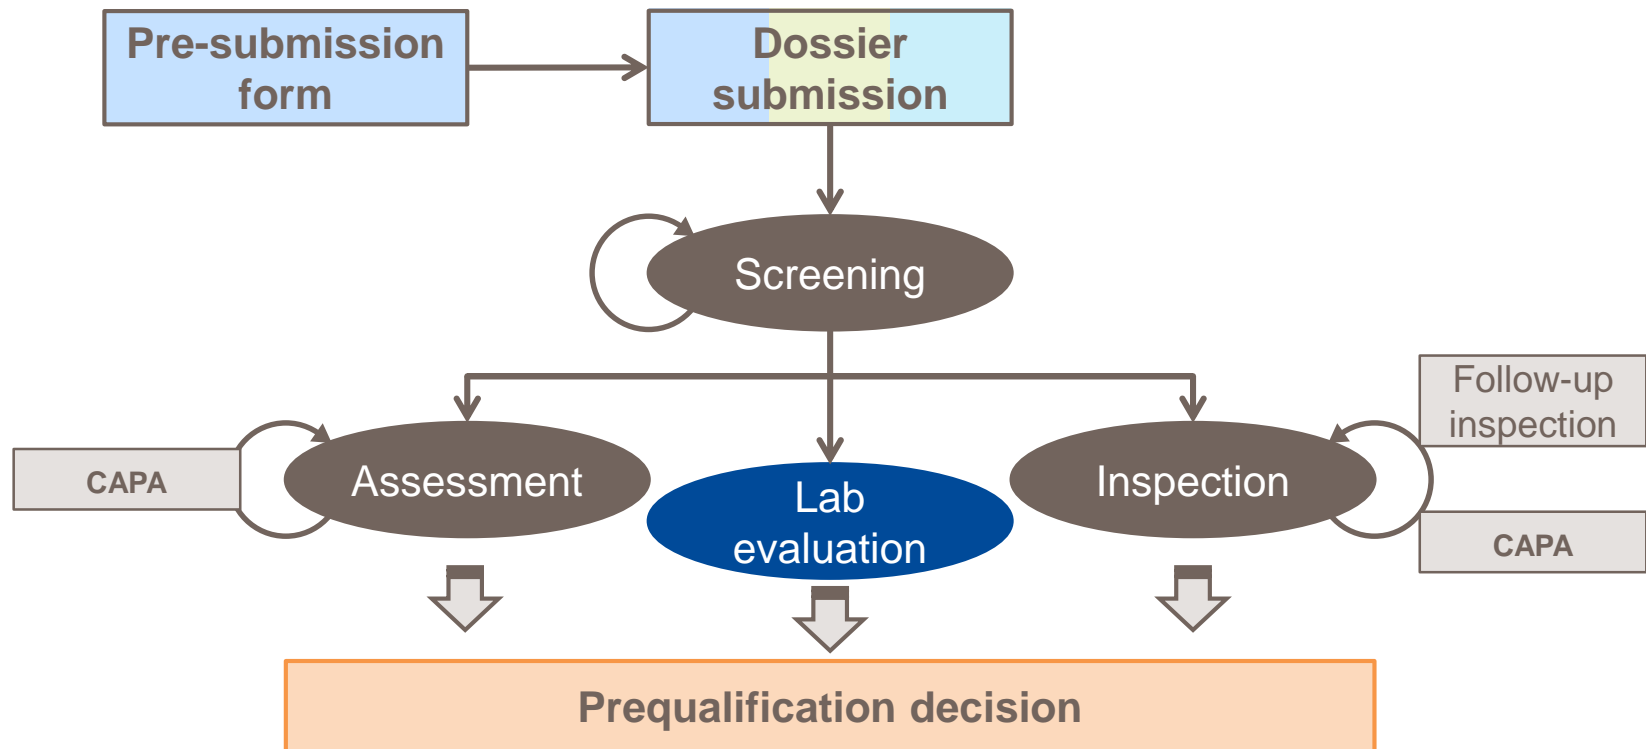 Pre-submission
form
Dossier
submission
Screening
Follow-up
inspection
CAPA
Assessment
Lab
evaluation
Inspection
CAPA
Prequalification decision